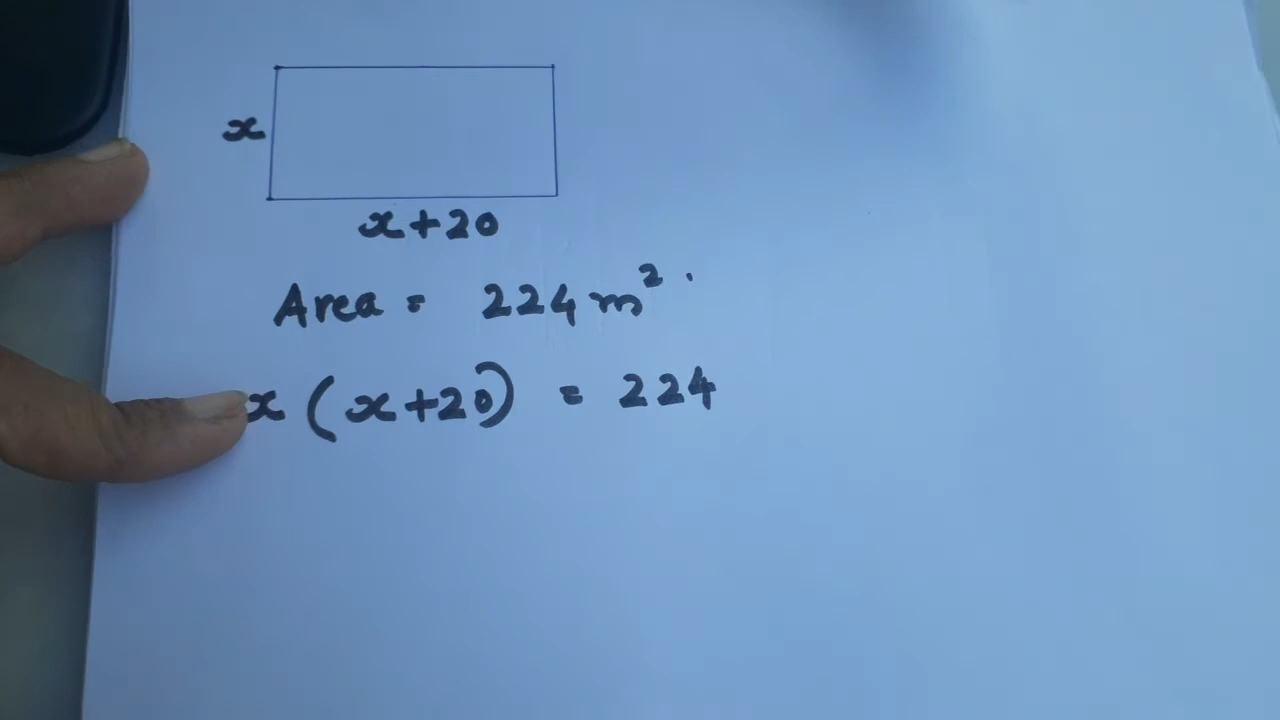 x
x+20
Area = 224 m².
x(x+20) = 224